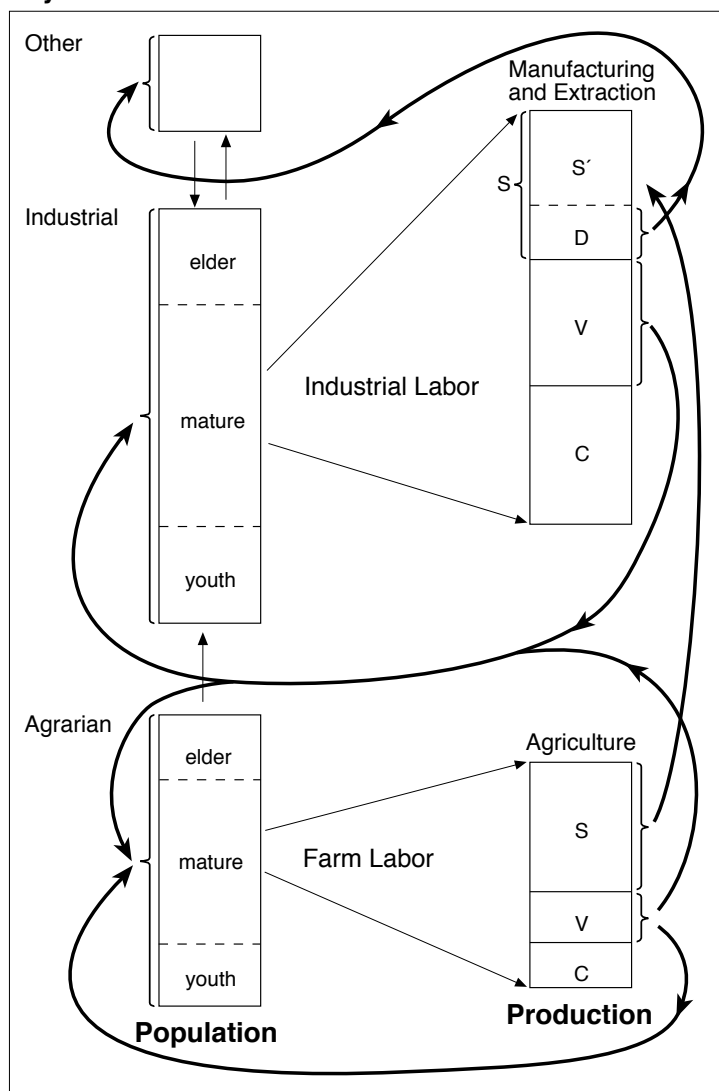 Other
Manufacturing
and Extraction
S
S´
D
V
C
Industrial
elder
mature
youth
Industrial Labor
Agrarian
elder
mature
youth
Farm Labor
Agriculture
S
V
C
Population
Production